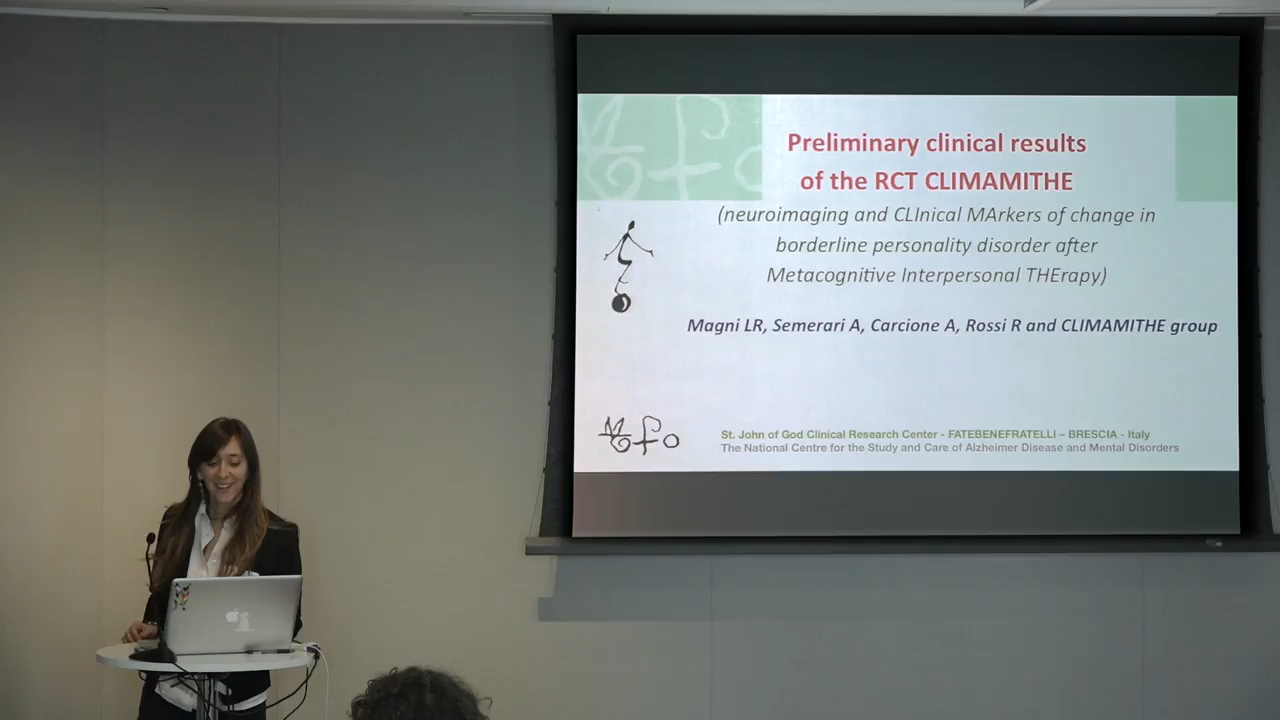 Preliminary clinical results
of the RCT CLIMAMITHE
(neuroimaging and CLInical MArkers of change in
borderline personality disorder after
Metacognitive Interpersonal THErapy)
Magni LR, Semerari A, Carcione A, Rossi R and CLIMAMITHE group
St. John of God Clinical Research Center - FATEBENEFRATELLI – BRESCIA - Italy
The National Centre for the Study and Care of Alzheimer Disease and Mental Disorders